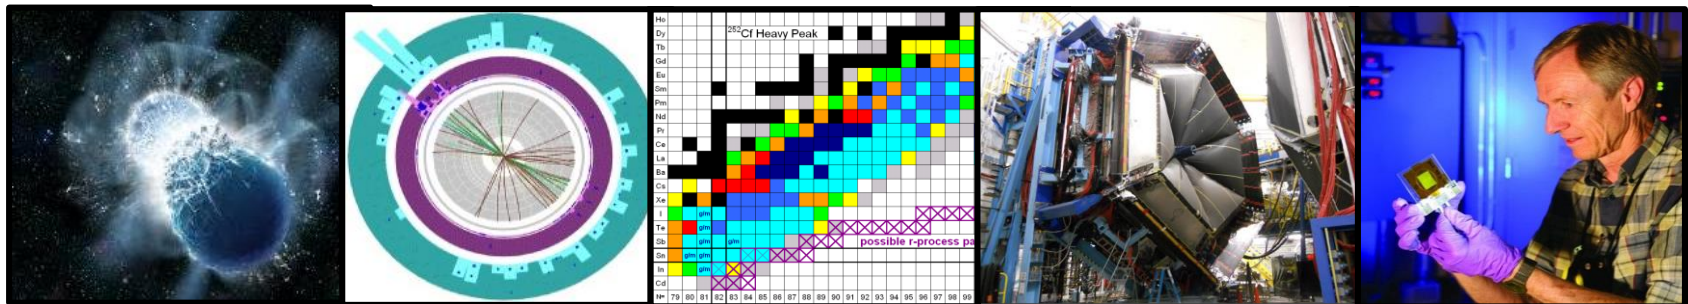 Ho
²⁵²Cf Heavy Peak
Dy
Tb
Gd
Eu
Sm
Pm
Nd
Pr
Ce
La
Ba
Cs
Xe
I g/m
Te g/m
Sb g/m g/m possible r-process pa
Sn g/m g/m
In g/m
Cd
N= 79 80 81 82 83 84 85 86 87 88 89 90 91 92 93 94 95 96 97 98 99